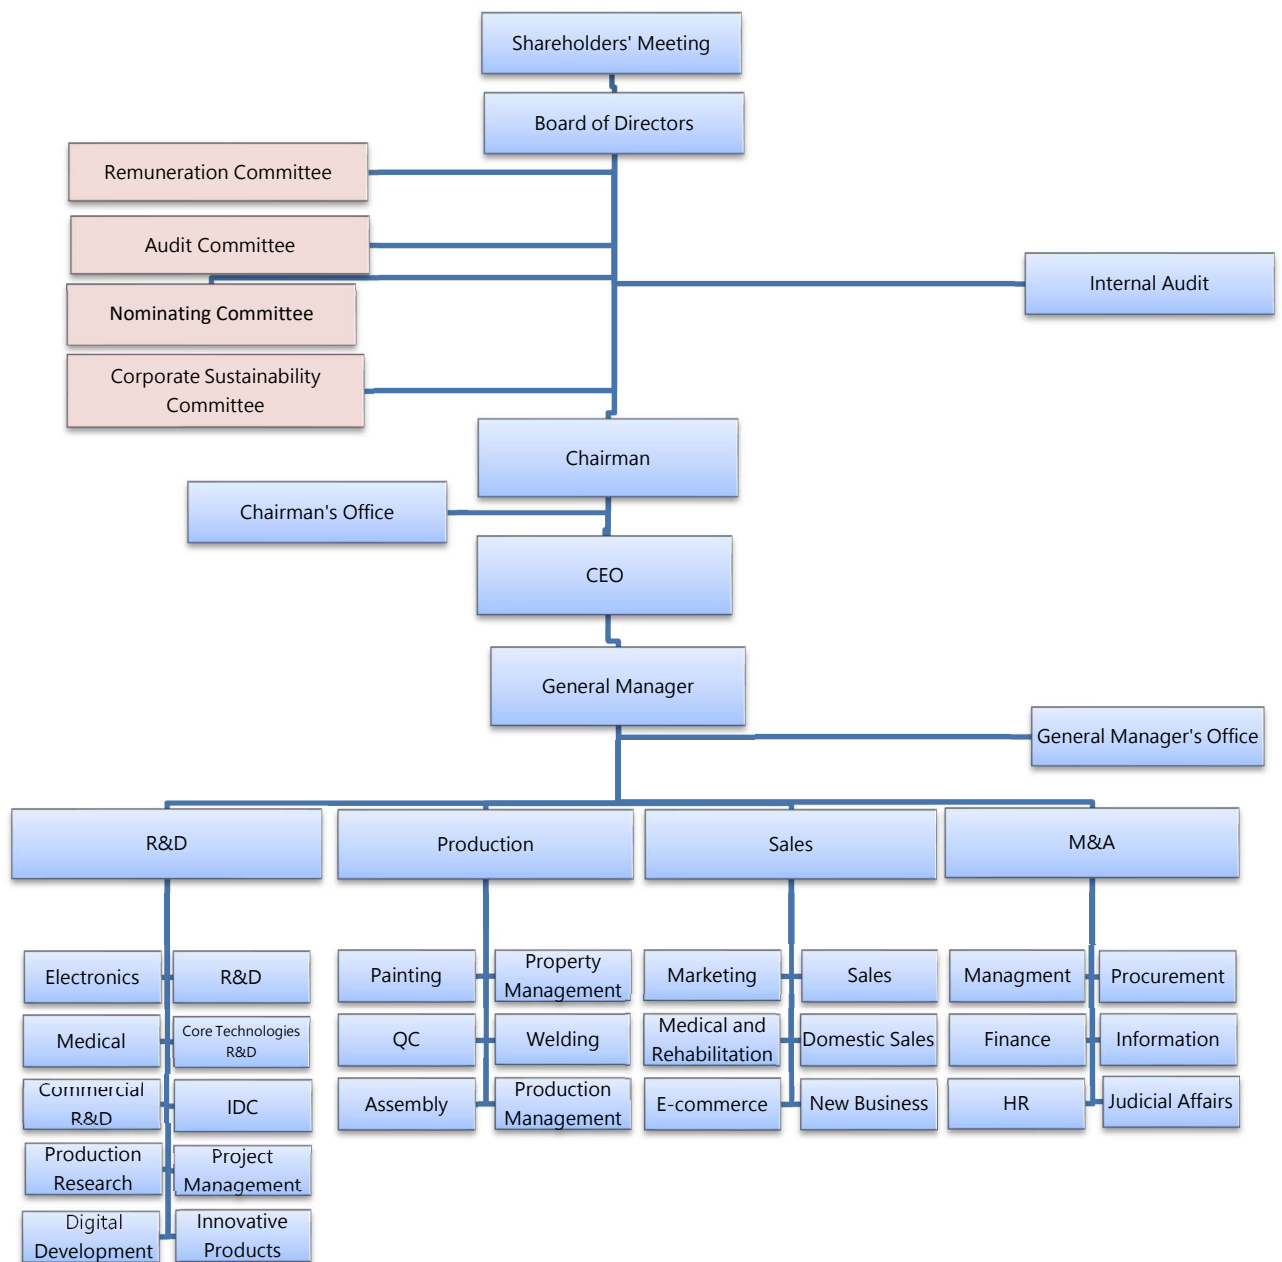 Shareholders' Meeting
Board of Directors
Remuneration Committee
Audit Committee
Internal Audit
Nominating Committee
Corporate Sustainability
Committee
Chairman
Chairman's Office
CEO
General Manager
General Manager's Office
R&D
Production
Sales
M&A
Electronics
R&D
Medical
Core Technologies
R&D
Commercial
R&D
IDC
Production
Research
Project
Management
Digital
Development
Innovative
Products
Painting
Property
Management
QC
Welding
Assembly
Production
Management
Marketing
Sales
Medical and
Rehabilitation
Domestic Sales
E-commerce
New Business
Managment
Procurement
Finance
Information
HR
Judicial Affairs